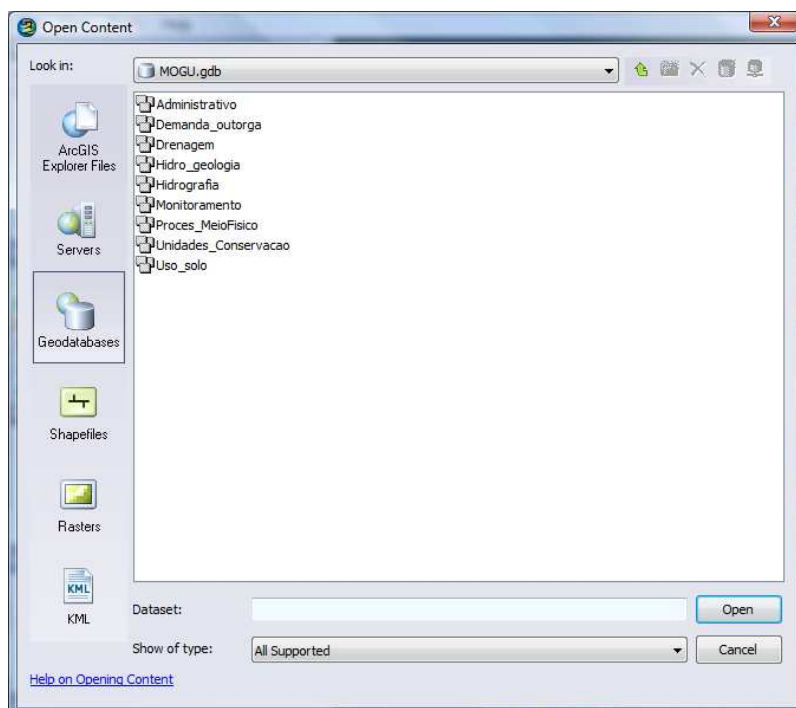 Open Content
Look in:
MOGU.gdb
Administrativo
Demanda_outorga
Drenagem
Hidro_geologia
Hidrografia
Monitoramento
Proces_MeioFisico
Unidades_Conservacao
Uso_solo
ArcGIS
Explorer Files
Servers
Geodatabases
Shapefiles
Rasters
KML
KML
Dataset:
Open
Show of type:
All Supported
Cancel
Help on Opening Content